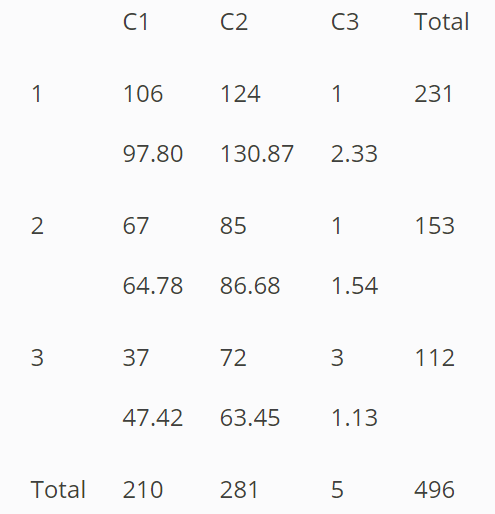 C1 C2 C3 Total
1 106 124 1 231
97.80 130.87 2.33
2 67 85 1 153
64.78 86.68 1.54
3 37 72 3 112
47.42 63.45 1.13
Total 210 281 5 496